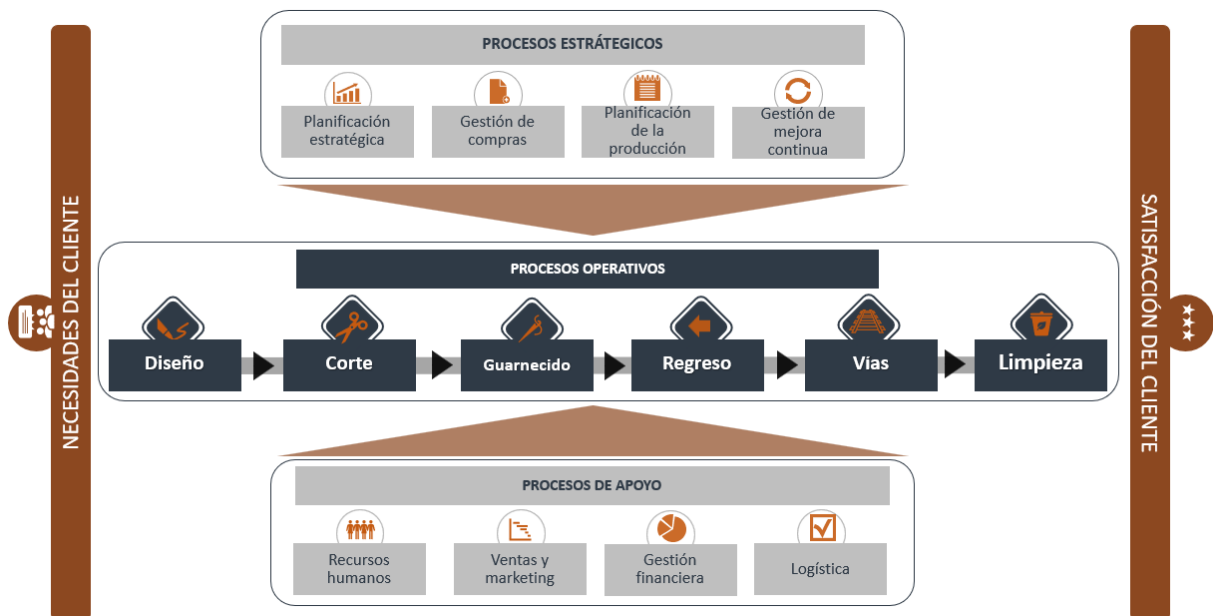 PROCESOS ESTRÁTEGICOS
Planificación
estratégica
Gestión de
compras
Planificación
de la
producción
Gestión de
mejora
continua
NECESIDADES DEL CLIENTE
PROCESOS OPERATIVOS
Diseño
Corte
Guarnecido
Regreso
Vías
Limpieza
SATISFACCIÓN DEL CLIENTE
PROCESOS DE APOYO
Recursos
humanos
Ventas y
marketing
Gestión
financiera
Logística